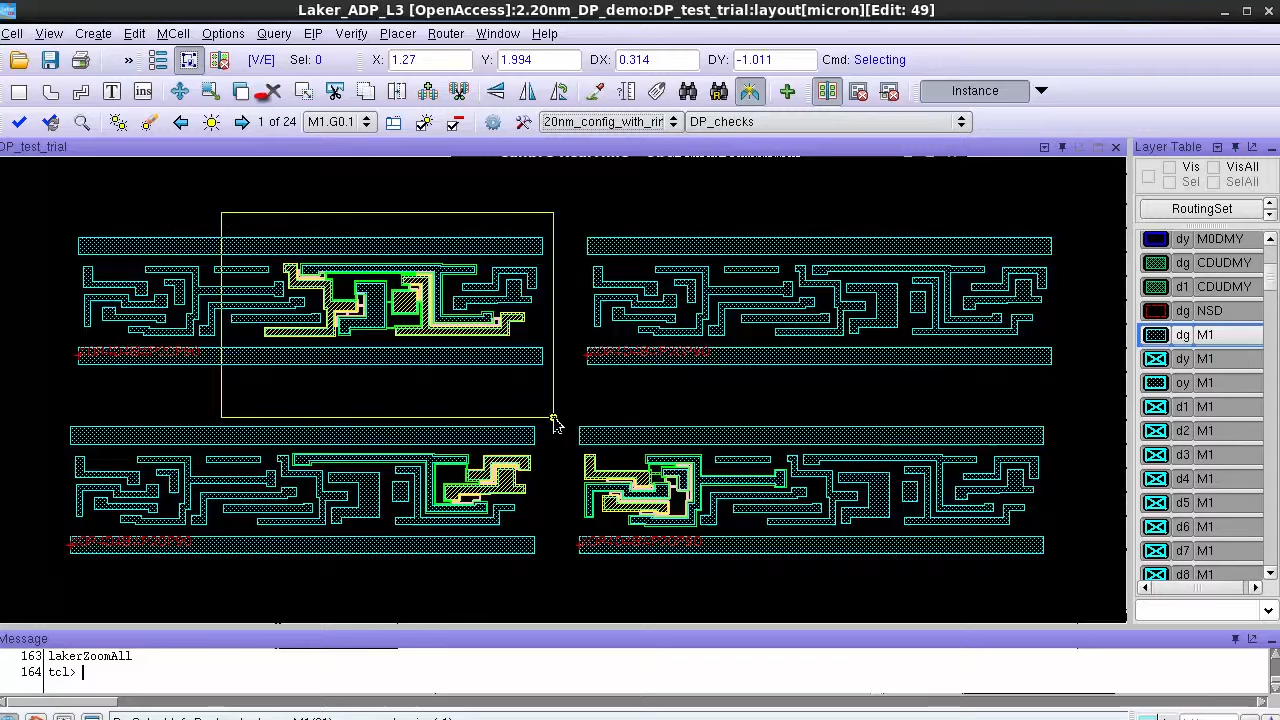 Laker_ADP_L3 [OpenAccess]:2.20nm_DP_demo:DP_test_trial:layout[micron][Edit: 49]
Cell View Create Edit MCell Options Query EIP Verify Placer Router Window Help
» [V/E] Sel: 0 X: 1.27 Y: 1.994 DX: 0.314 DY: -1.011 Cmd: Selecting
T ins R Instance
1 of 24 M1.G0.1 20nm_config_with_rir DP_checks
DP_test_trial
Layer Table
Vis VisAll
Sel SelAll
RoutingSet
dy M0DMY
dg CDUDMY
d1 CDUDMY
dg NSD
dg M1
dy M1
oy M1
d1 M1
d2 M1
d3 M1
d4 M1
d5 M1
d6 M1
d7 M1
d8 M1
Message
163 lakerZoomAll
164 tcl>